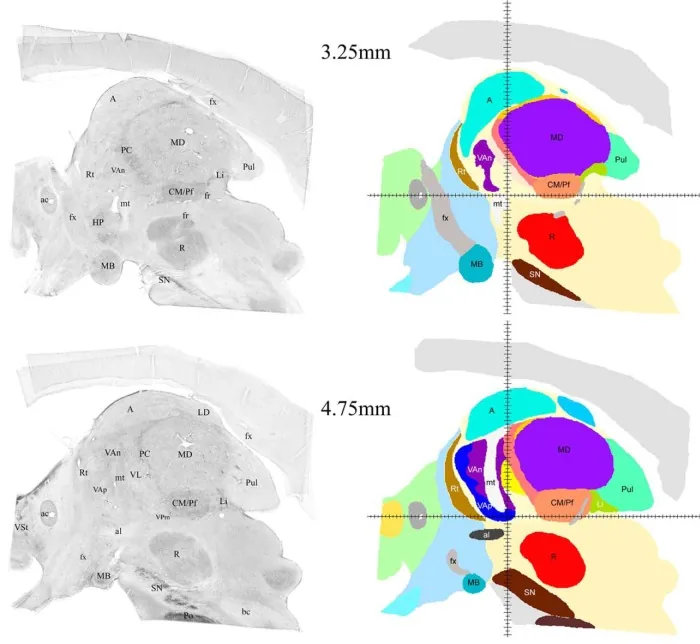 3.25mm
A
fx
MD
PC
VAn
Rt
Li
Pul
CM/Pf
fr
ac
mt
fx
HP
fr
R
MB
SN
A
MD
VAn
Pul
Rt
CM/Pf
mt
fx
R
MB
SN
4.75mm
A
LD
fx
VAn
PC
MD
Rt
mt
VL
Pul
VAp
CM/Pf
Li
VPm
ac
VSt
al
fx
R
MB
SN
Po
bc
A
MD
VAn
mt
Pul
Rt
VAp
CM/Pf
Li
al
fx
R
MB
SN